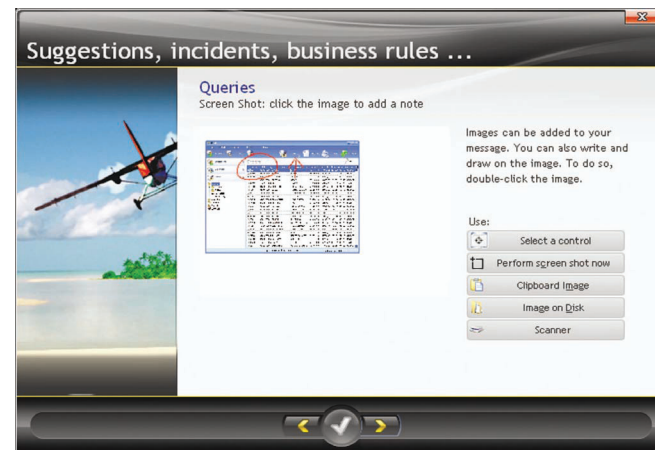 Suggestions, incidents, business rules ...
Queries
Screen Shot: click the image to add a note
Images can be added to your
message. You can also write and
draw on the image. To do so,
double-click the image.
Use:
Select a control
Perform screen shot now
Clipboard Image
Image on Disk
Scanner